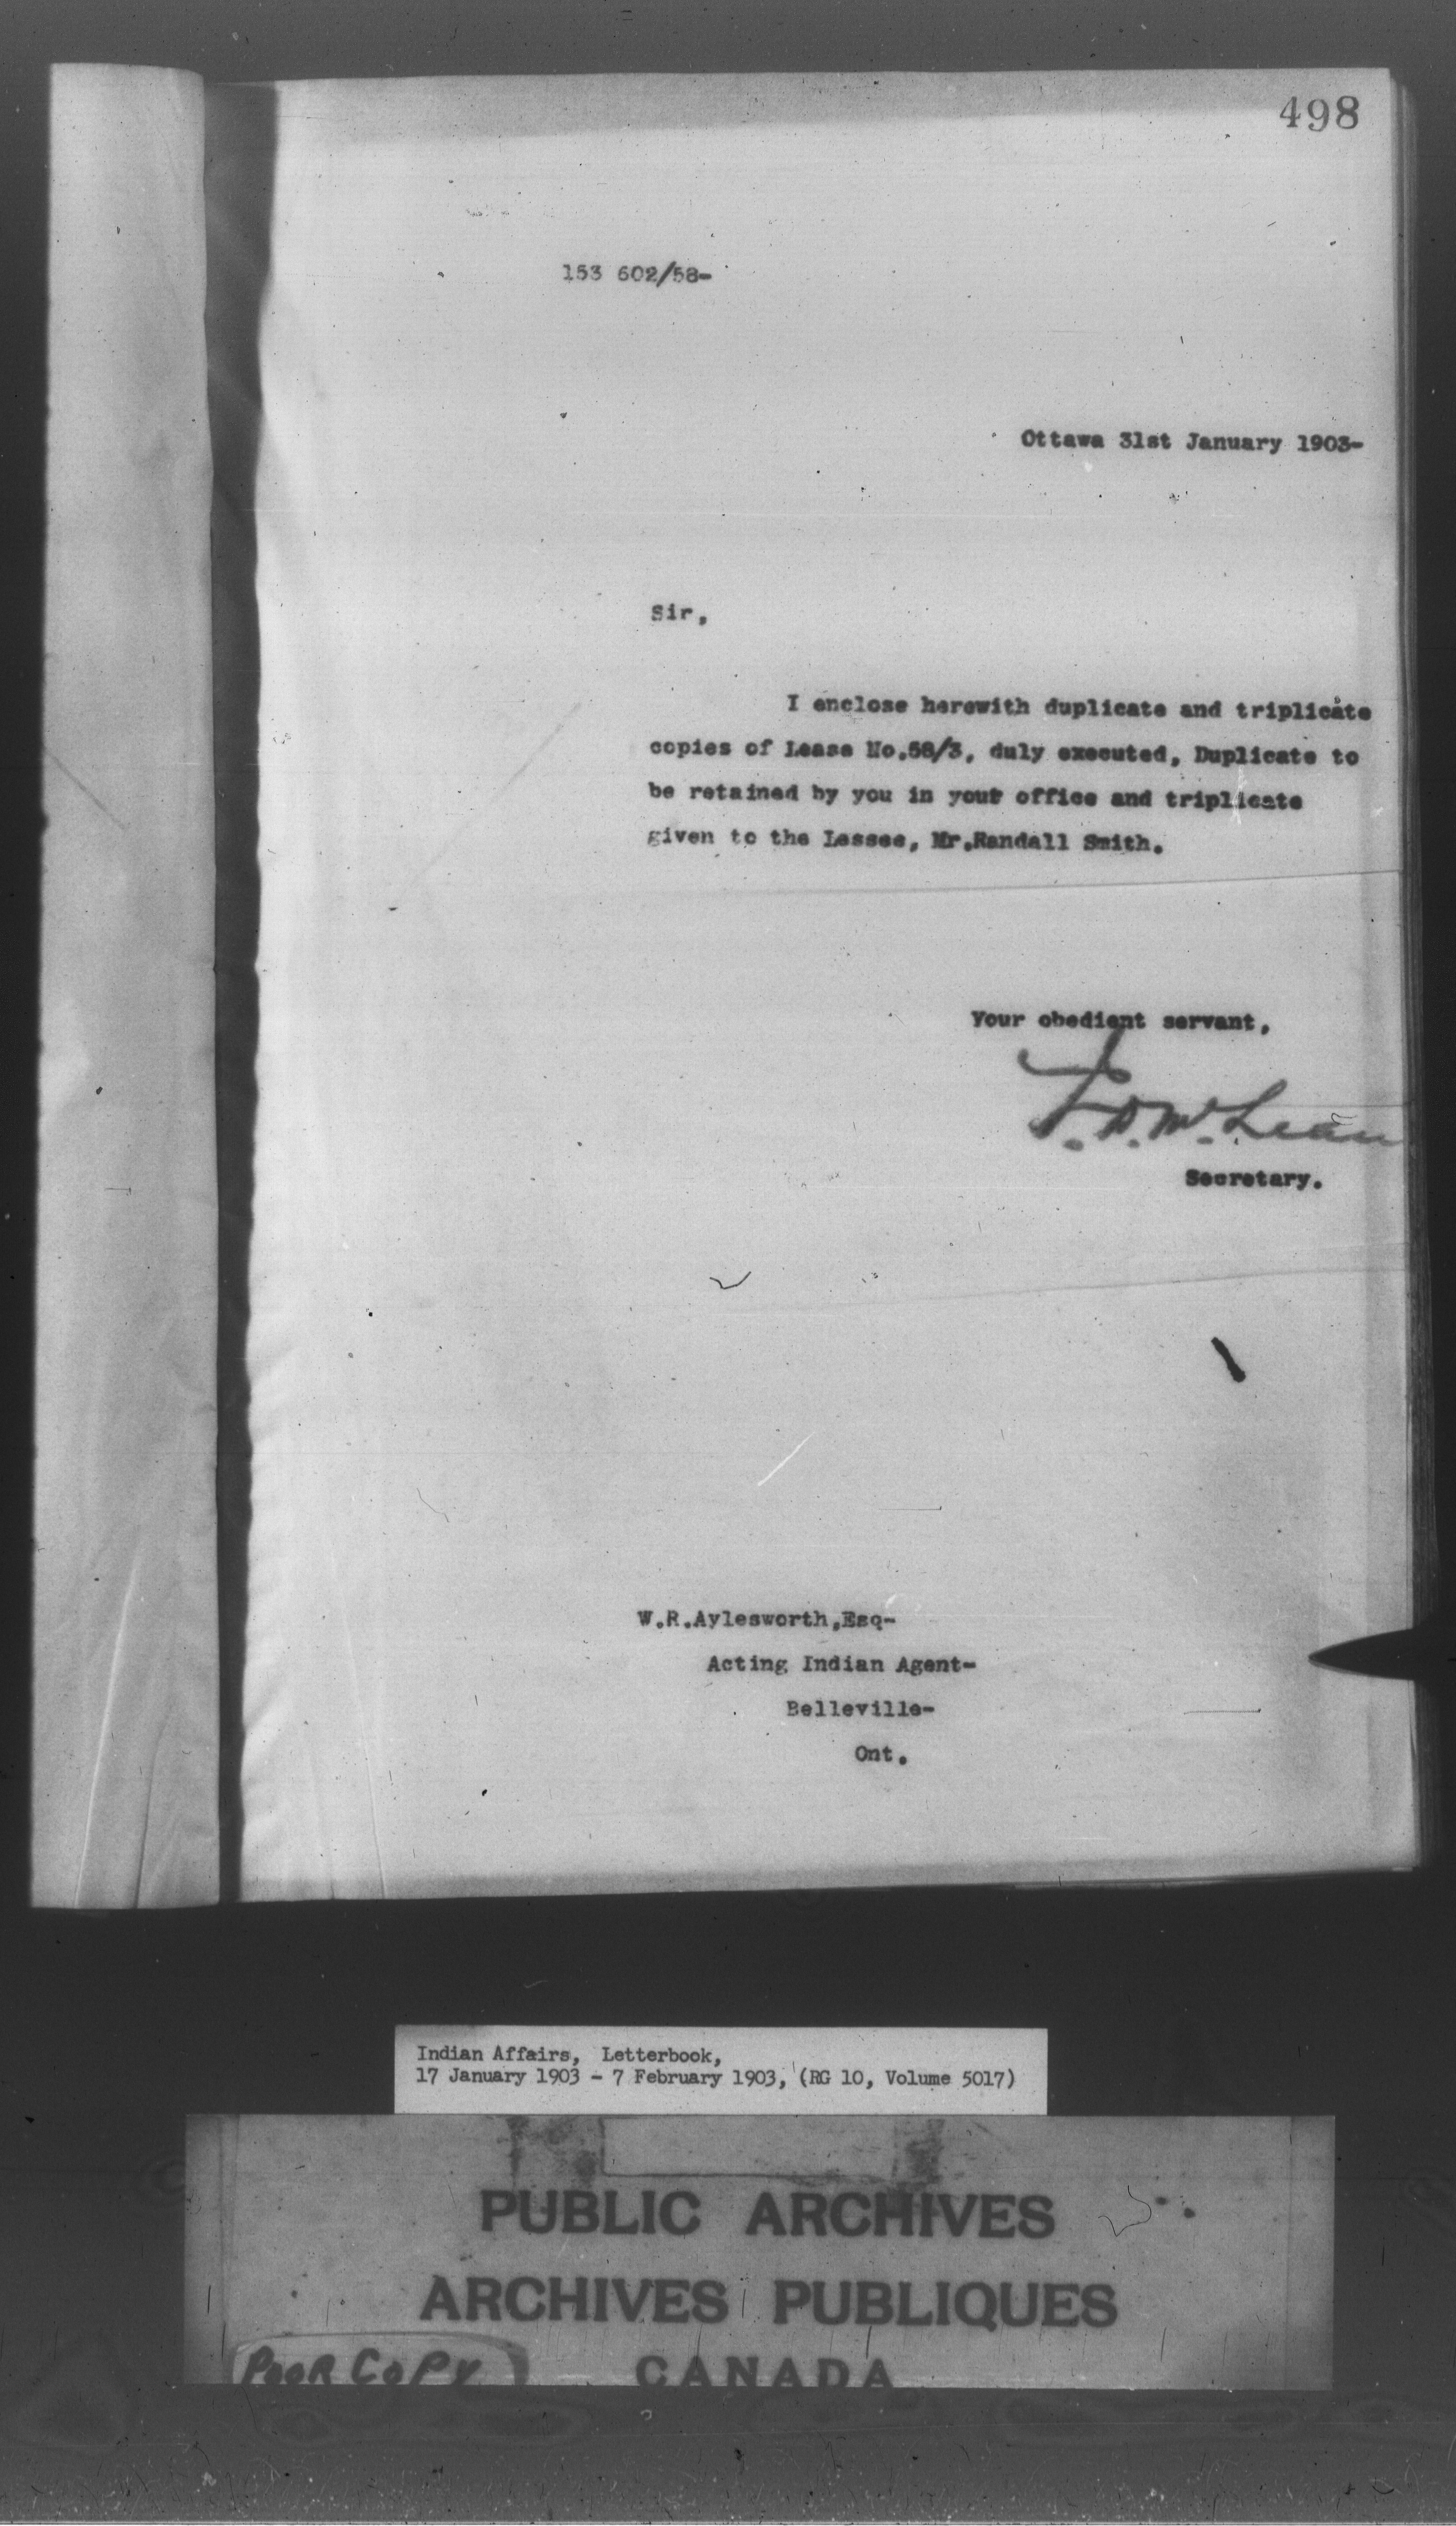 498
153 602/58-
Ottawa 31st January 1903-
Sir,
I enclose herewith duplicate and triplicate
copies of Lease No.58/3, duly executed, Duplicate to
be retained by you in your office and triplicate
given to the Lessee, Mr.Randall Smith.
Your obedient servant,
J.D.McLean
Secretary.
W.R.Aylesworth,Esq-
Acting Indian Agent-
Belleville-
Ont.
Indian Affairs, Letterbook,
17 January 1903 - 7 February 1903, (RG 10, Volume 5017)
PUBLIC ARCHIVES
ARCHIVES PUBLIQUES
POOR COPY CANADA